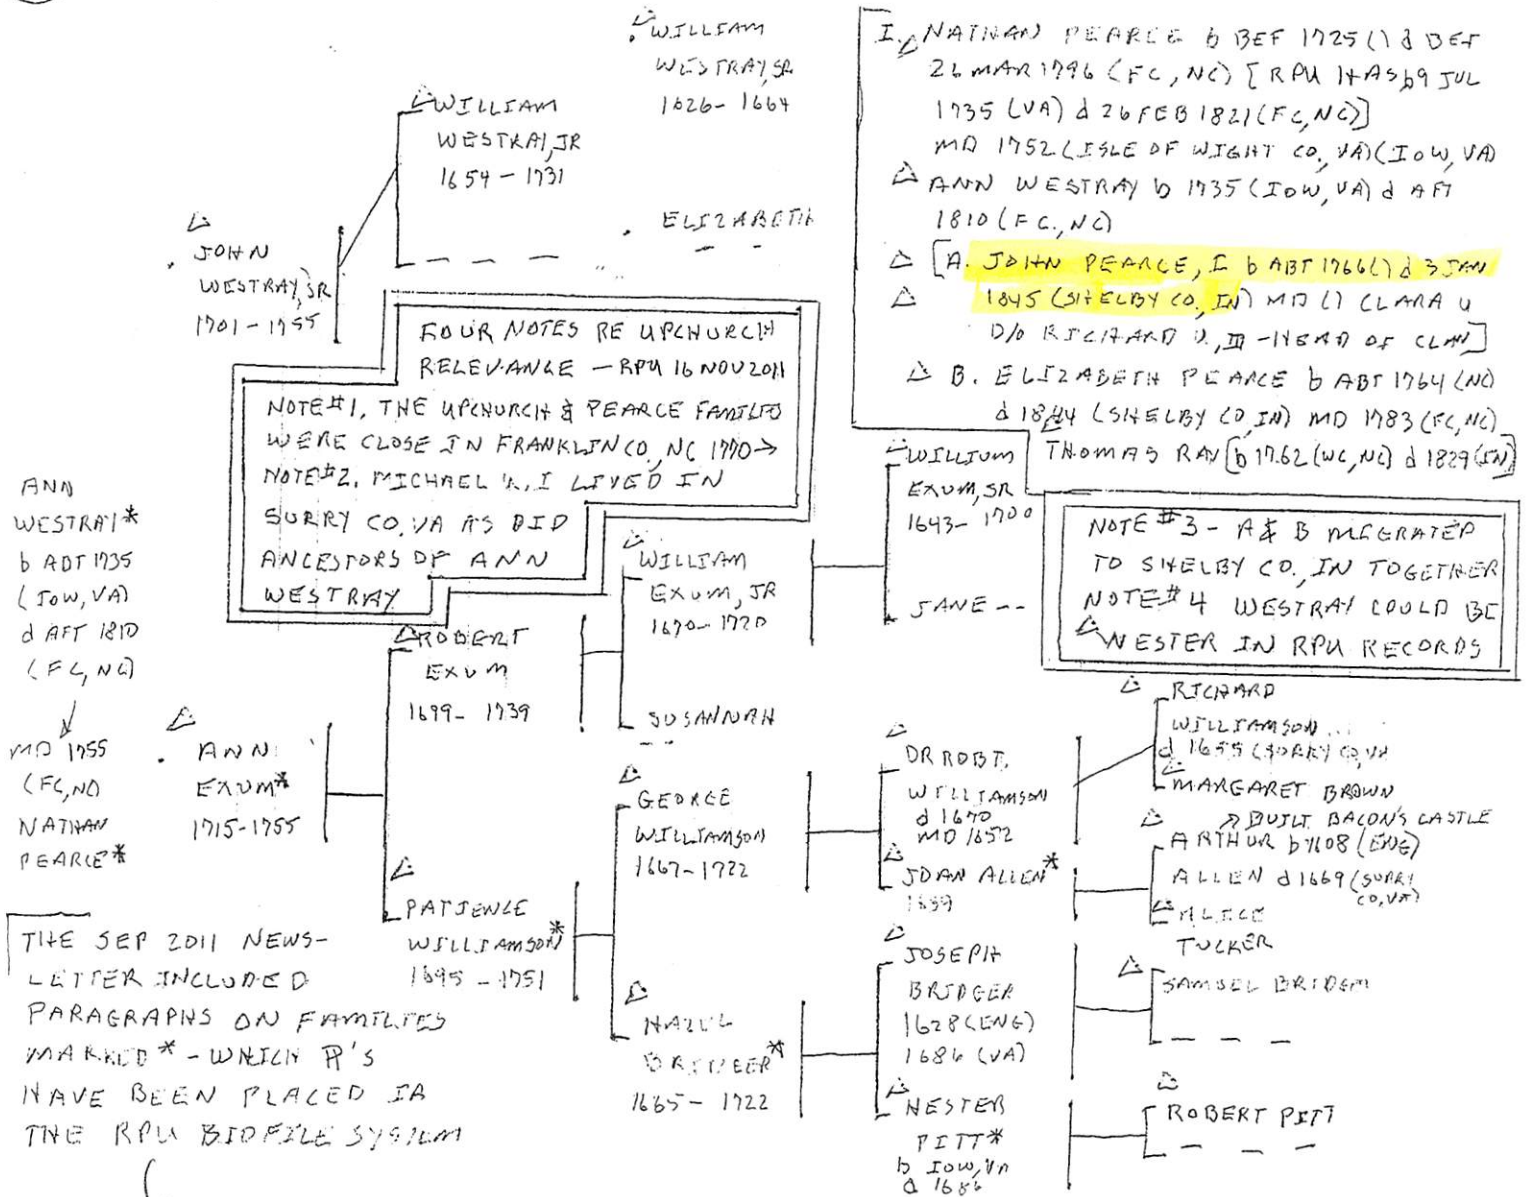 WILLIAM
WESTRAY, SR
1626- 1664
WILLIAM
WESTRAY, JR
1654 - 1731
ELIZABETH
JOHN
WESTRAY, SR
1701 - 1755
I. NATHAN PEARCE b BEF 1725 () d BEF
26 MAR 1796 (FC, NC) [RPU HAS b 9 JUL
1735 (VA) d 26 FEB 1821 (FC, NC)]
MD 1752 (ISLE OF WIGHT CO., VA) (IOW, VA)
ANN WESTRAY b 1735 (IOW, VA) d AFT
1810 (FC., NC)
[A. JOHN PEARCE, I b ABT 1766 () d 3 JAN
1845 (SHELBY CO., IN) MD () CLARA U
D/O RICHARD U., III - HEAD OF CLAN]
B. ELIZABETH PEARCE b ABT 1764 (NC)
d 1844 (SHELBY CO, IN) MD 1783 (FC, NC)
THOMAS RAY [b 1762 (WC, NC) d 1829 (IN)]
FOUR NOTES RE UPCHURCH
RELEVANCE - RPU 16 NOV 2011
NOTE #1. THE UPCHURCH & PEARCE FAMILIES
WERE CLOSE IN FRANKLIN CO, NC 1770→
NOTE #2. MICHAEL U, I LIVED IN
SURRY CO. VA AS DID
ANCESTORS OF ANN
WESTRAY
NOTE #3 - A & B MIGRATED
TO SHELBY CO., IN TOGETHER
NOTE #4 WESTRAY COULD BE
WESTER IN RPU RECORDS
ANN
WESTRAY*
b ABT 1735
(IOW, VA)
d AFT 1810
(FC, NC)
MD 1755
(FC, NC)
NATHAN
PEARCE*
ANN
EXUM*
1715-1755
ROBERT
EXUM
1699- 1739
PATIENCE
WILLIAMSON*
1695 - 1751
WILLIAM
EXUM, JR
1670- 1720
SUSANNAH
--
GEORGE
WILLIAMSON
1667- 1722
HAZEL
BRIDGER*
1665 - 1722
WILLIUM
EXUM, SR
1643- 1700
JANE --
DR ROBT.
WILLIAMSON
d 1670
MD 1652
JOAN ALLEN*
JOSEPH
BRIDGER
1628 (ENG)
1686 (VA)
HESTER
PITT*
b IOW, VA
d 1686
RICHARD
WILLIAMSON
d 1655 (SURRY CO, VA
MARGARET BROWN
BUILT BACON'S CASTLE
ARTHUR b 1608 (ENG)
ALLEN d 1669 (SURRY
CO, VA)
ALICE
TUCKER
SAMUEL BRIDGER
ROBERT PITT
THE SEP 2011 NEWS-
LETTER INCLUDED
PARAGRAPHS ON FAMILIES
MARKED * - WHICH P'S
HAVE BEEN PLACED IN
THE RPU BIOFILE SYSTEM